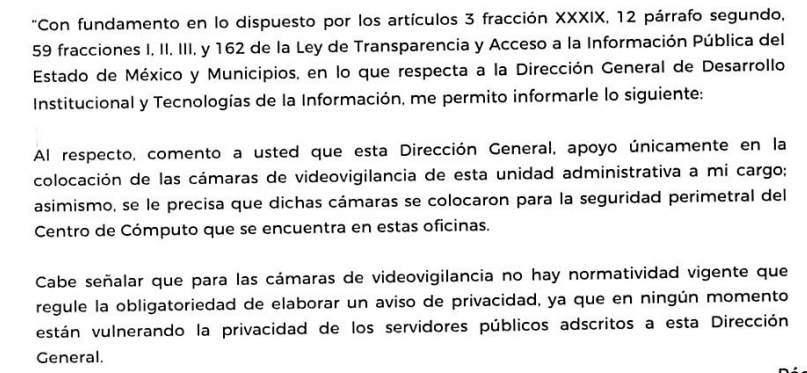 "Con fundamento en lo dispuesto por los artículos 3 fracción XXXIX, 12 párrafo segundo,
59 fracciones I, II, III, y 162 de la Ley de Transparencia y Acceso a la Información Pública del
Estado de México y Municipios, en lo que respecta a la Dirección General de Desarrollo
Institucional y Tecnologías de la Información, me permito informarle lo siguiente:
Al respecto, comento a usted que esta Dirección General, apoyo únicamente en la
colocación de las cámaras de videovigilancia de esta unidad administrativa a mi cargo;
asimismo, se le precisa que dichas cámaras se colocaron para la seguridad perimetral del
Centro de Cómputo que se encuentra en estas oficinas.
Cabe señalar que para las cámaras de videovigilancia no hay normatividad vigente que
regule la obligatoriedad de elaborar un aviso de privacidad, ya que en ningún momento
están vulnerando la privacidad de los servidores públicos adscritos a esta Dirección
General.